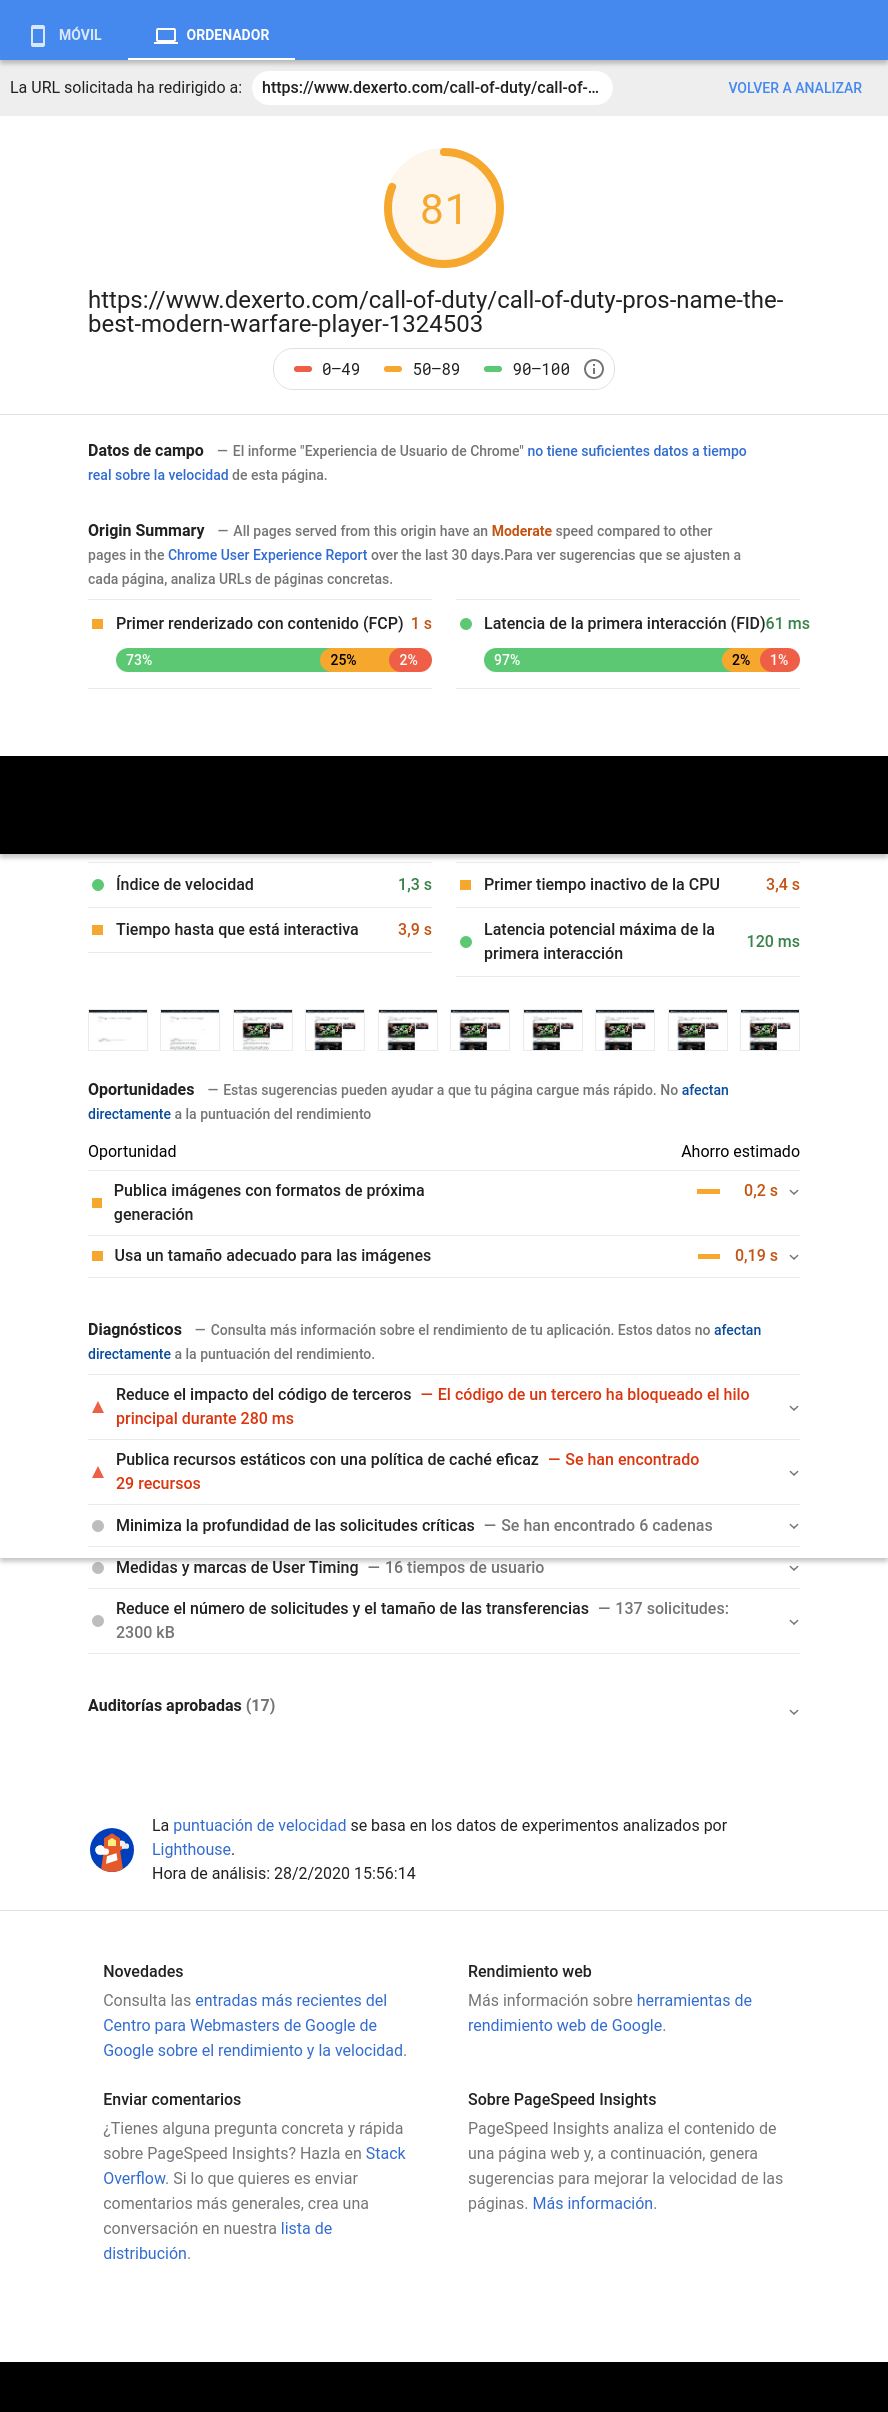 MÓVIL
ORDENADOR
La URL solicitada ha redirigido a:
https://www.dexerto.com/call-of-duty/call-of-...
VOLVER A ANALIZAR
81
https://www.dexerto.com/call-of-duty/call-of-duty-pros-name-the-
best-modern-warfare-player-1324503
0–49
50–89
90–100
Datos de campo — El informe "Experiencia de Usuario de Chrome" no tiene suficientes datos a tiempo
real sobre la velocidad de esta página.
Origin Summary — All pages served from this origin have an Moderate speed compared to other
pages in the Chrome User Experience Report over the last 30 days.Para ver sugerencias que se ajusten a
cada página, analiza URLs de páginas concretas.
Primer renderizado con contenido (FCP) 1 s
73% 25% 2%
Latencia de la primera interacción (FID)61 ms
97% 2% 1%
Índice de velocidad 1,3 s
Primer tiempo inactivo de la CPU 3,4 s
Tiempo hasta que está interactiva 3,9 s
Latencia potencial máxima de la
primera interacción
120 ms
Oportunidades — Estas sugerencias pueden ayudar a que tu página cargue más rápido. No afectan
directamente a la puntuación del rendimiento
Oportunidad Ahorro estimado
Publica imágenes con formatos de próxima
generación
0,2 s
Usa un tamaño adecuado para las imágenes 0,19 s
Diagnósticos — Consulta más información sobre el rendimiento de tu aplicación. Estos datos no afectan
directamente a la puntuación del rendimiento.
Reduce el impacto del código de terceros — El código de un tercero ha bloqueado el hilo
principal durante 280 ms
Publica recursos estáticos con una política de caché eficaz — Se han encontrado
29 recursos
Minimiza la profundidad de las solicitudes críticas — Se han encontrado 6 cadenas
Medidas y marcas de User Timing — 16 tiempos de usuario
Reduce el número de solicitudes y el tamaño de las transferencias — 137 solicitudes:
2300 kB
Auditorías aprobadas (17)
La puntuación de velocidad se basa en los datos de experimentos analizados por
Lighthouse.
Hora de análisis: 28/2/2020 15:56:14
Novedades
Consulta las entradas más recientes del
Centro para Webmasters de Google de
Google sobre el rendimiento y la velocidad.
Rendimiento web
Más información sobre herramientas de
rendimiento web de Google.
Enviar comentarios
¿Tienes alguna pregunta concreta y rápida
sobre PageSpeed Insights? Hazla en Stack
Overflow. Si lo que quieres es enviar
comentarios más generales, crea una
conversación en nuestra lista de
distribución.
Sobre PageSpeed Insights
PageSpeed Insights analiza el contenido de
una página web y, a continuación, genera
sugerencias para mejorar la velocidad de las
páginas. Más información.